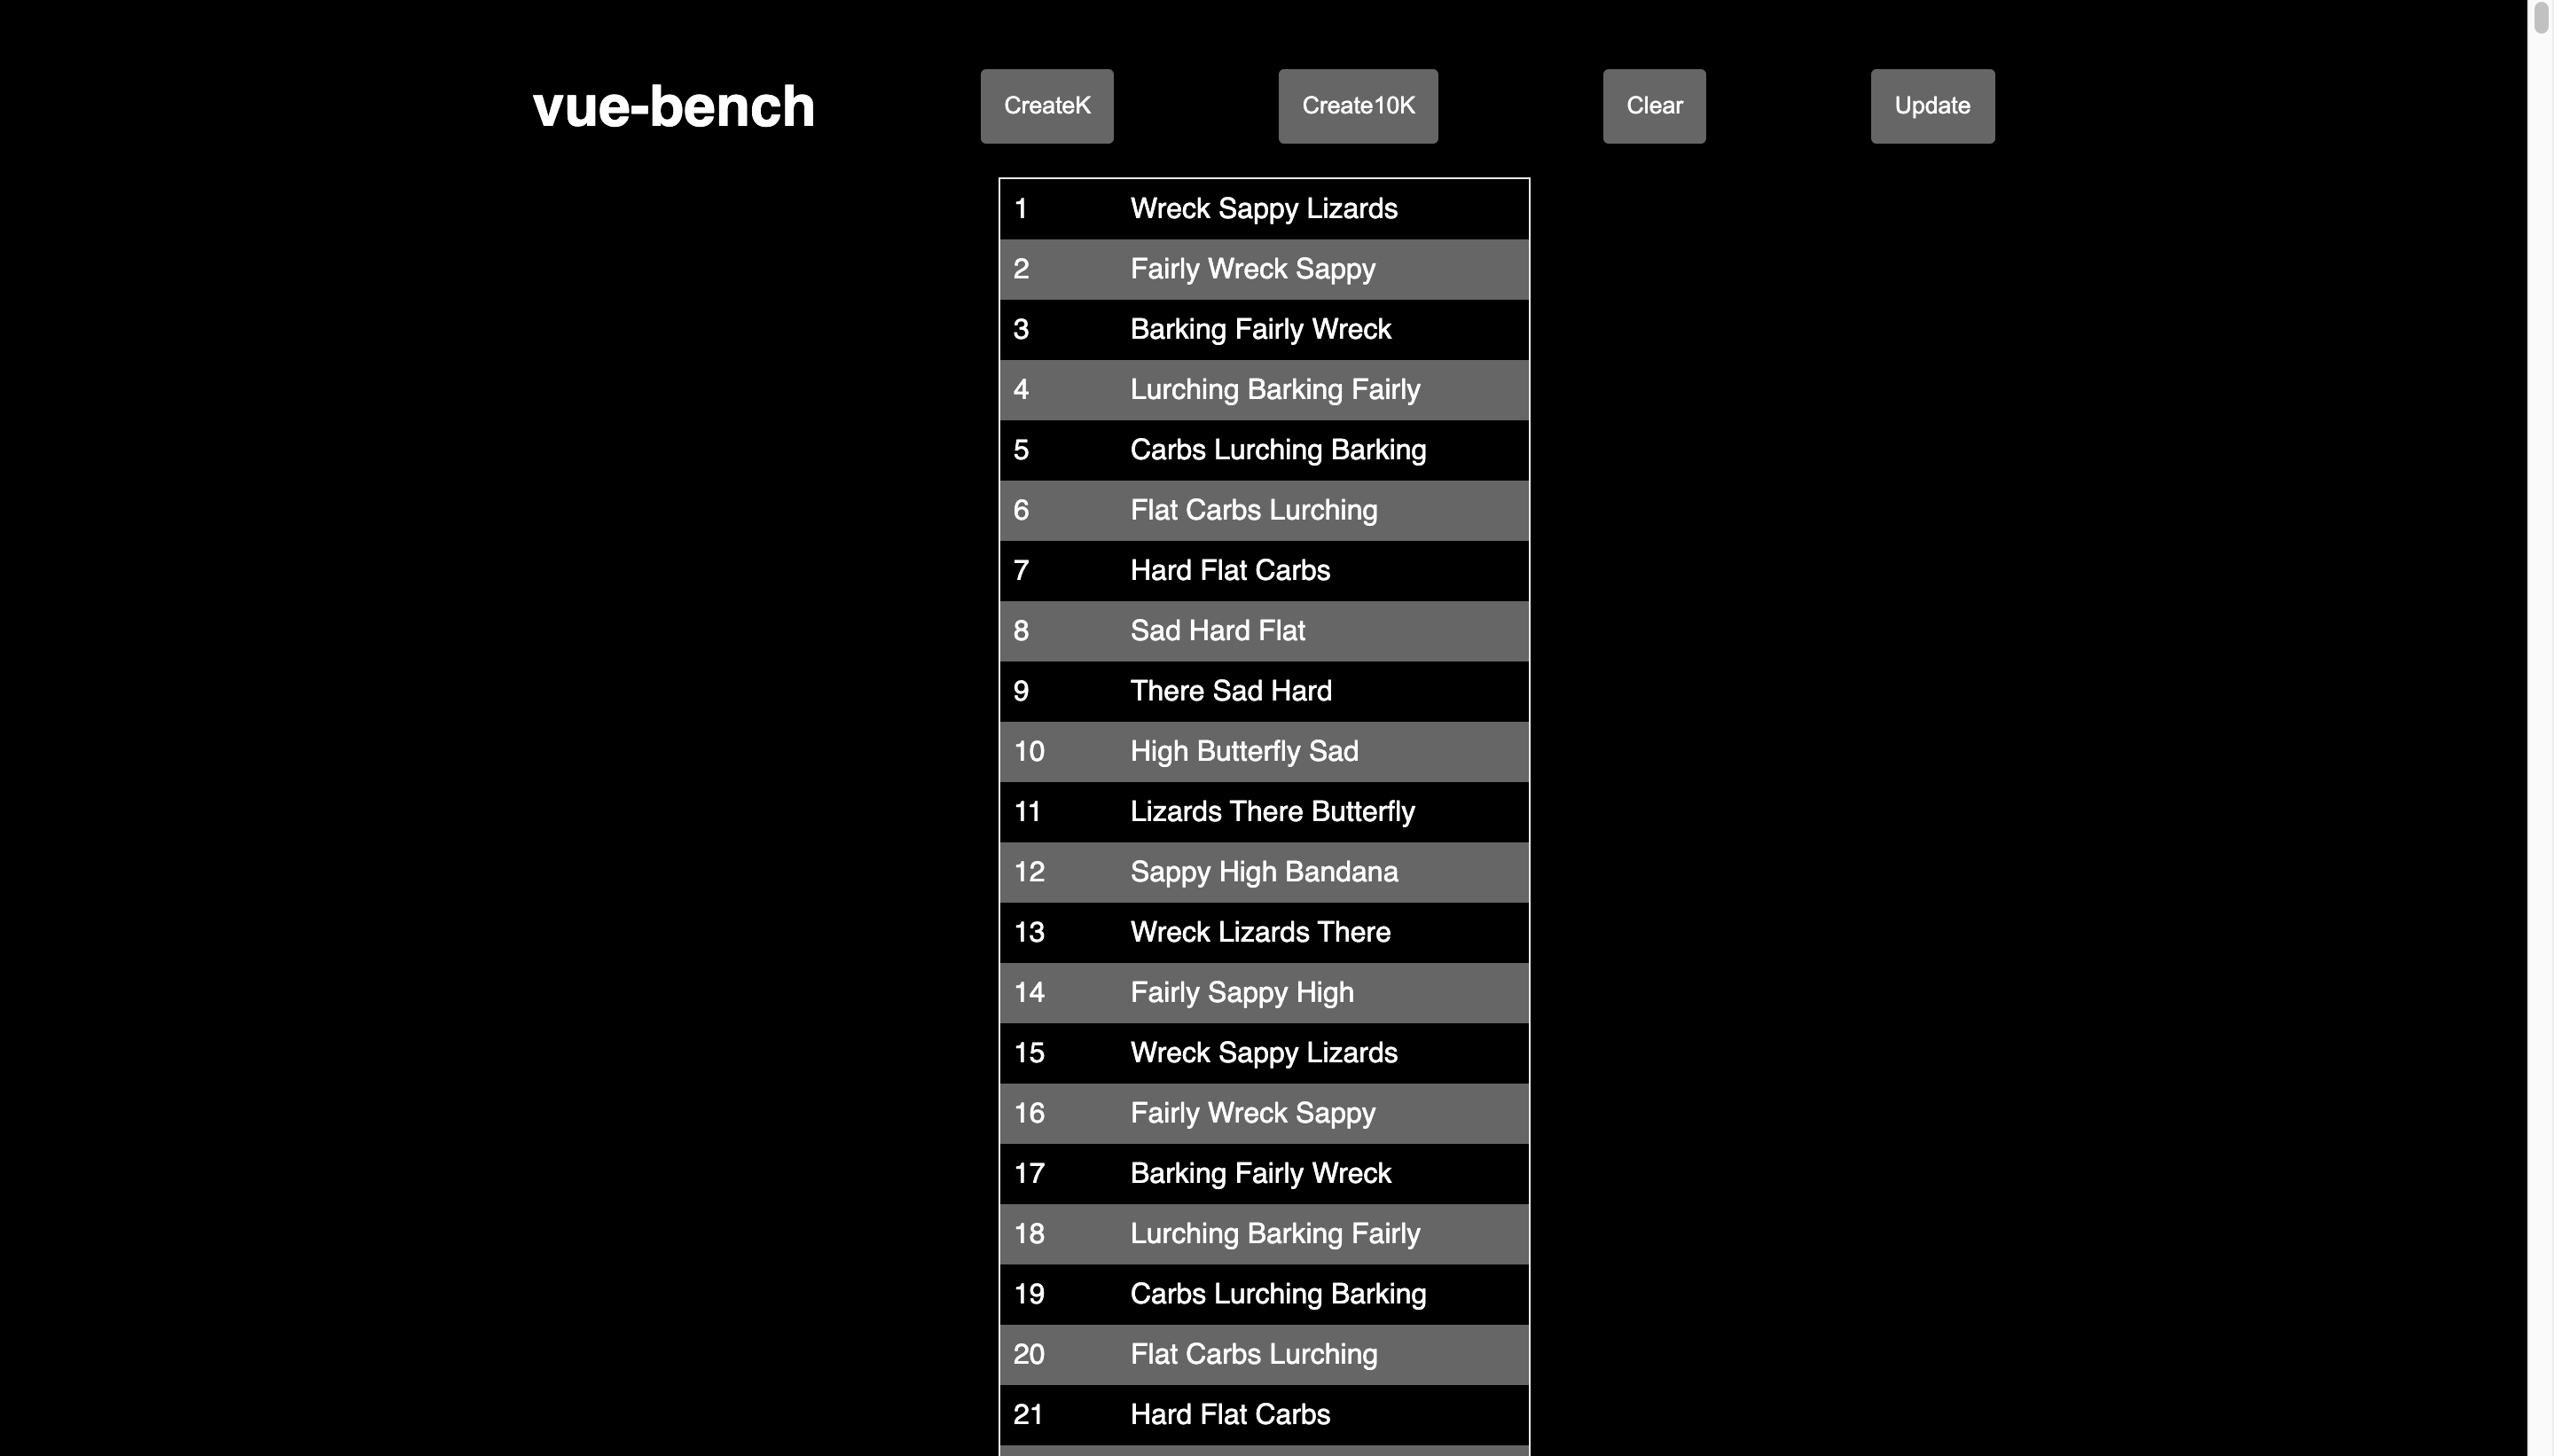 vue-bench CreateK Create10K Clear Update
1 Wreck Sappy Lizards
2 Fairly Wreck Sappy
3 Barking Fairly Wreck
4 Lurching Barking Fairly
5 Carbs Lurching Barking
6 Flat Carbs Lurching
7 Hard Flat Carbs
8 Sad Hard Flat
9 There Sad Hard
10 High Butterfly Sad
11 Lizards There Butterfly
12 Sappy High Bandana
13 Wreck Lizards There
14 Fairly Sappy High
15 Wreck Sappy Lizards
16 Fairly Wreck Sappy
17 Barking Fairly Wreck
18 Lurching Barking Fairly
19 Carbs Lurching Barking
20 Flat Carbs Lurching
21 Hard Flat Carbs